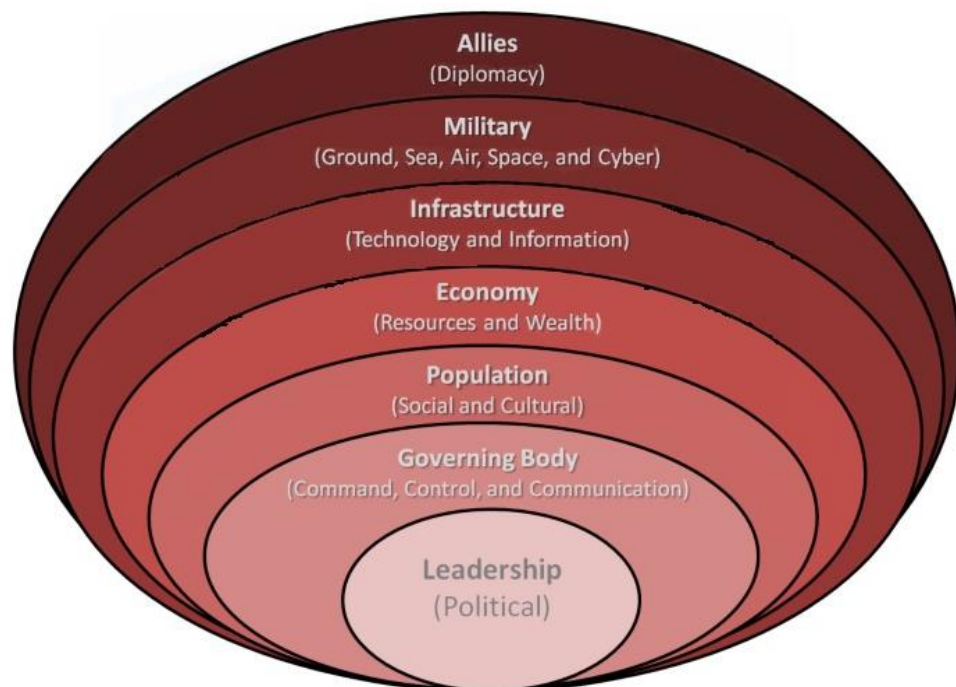 Allies
(Diplomacy)
Military
(Ground, Sea, Air, Space, and Cyber)
Infrastructure
(Technology and Information)
Economy
(Resources and Wealth)
Population
(Social and Cultural)
Governing Body
(Command, Control, and Communication)
Leadership
(Political)